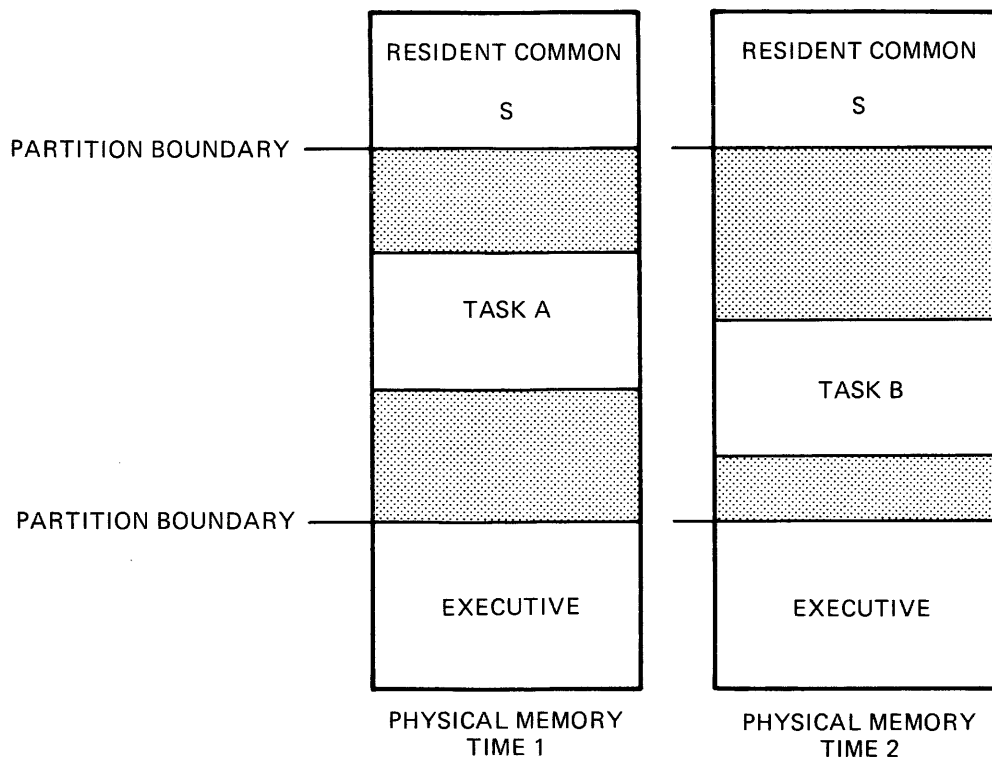 RESIDENT COMMON
S
PARTITION BOUNDARY
TASK A
PARTITION BOUNDARY
EXECUTIVE
PHYSICAL MEMORY
TIME 1
RESIDENT COMMON
S
TASK B
EXECUTIVE
PHYSICAL MEMORY
TIME 2